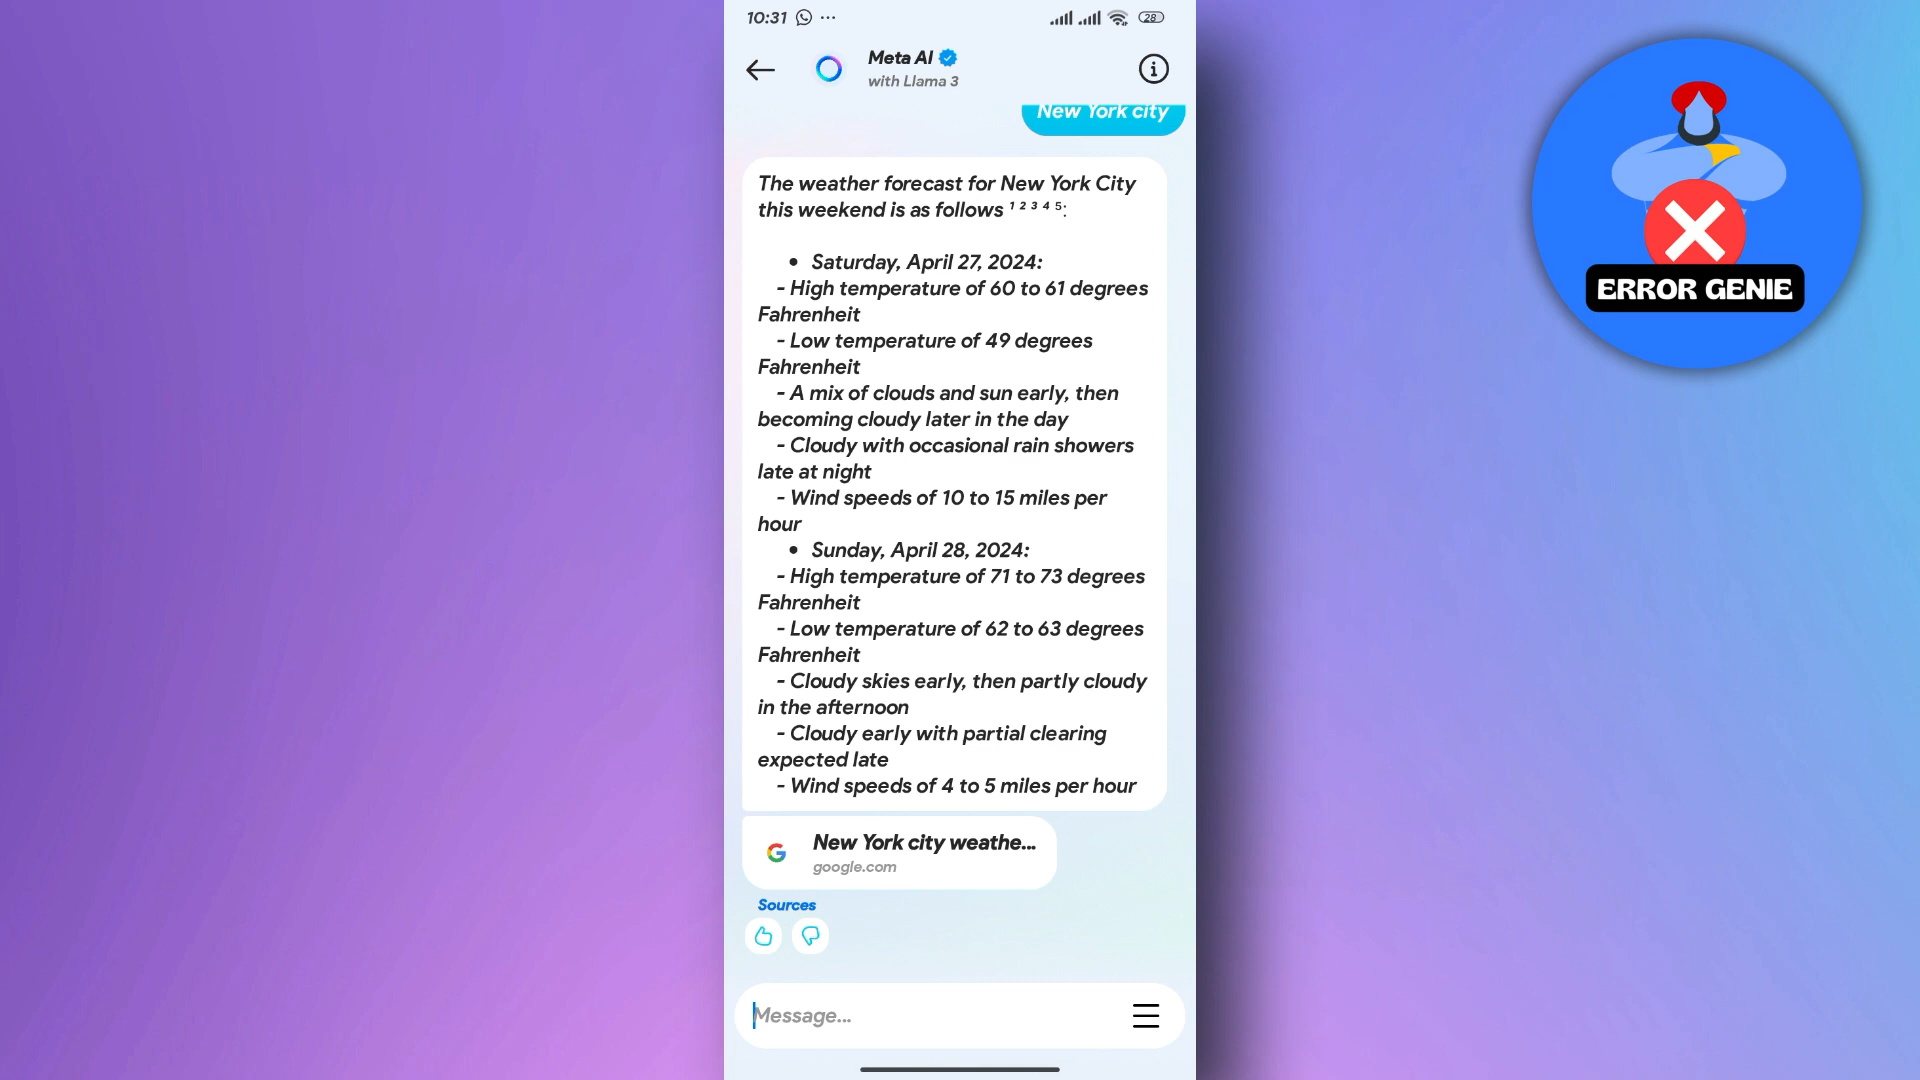 10:31
28
Meta AI
with Llama 3
New York city
The weather forecast for New York City
this weekend is as follows ¹ ² ³ ⁴ ⁵:
• Saturday, April 27, 2024:
- High temperature of 60 to 61 degrees
Fahrenheit
- Low temperature of 49 degrees
Fahrenheit
- A mix of clouds and sun early, then
becoming cloudy later in the day
- Cloudy with occasional rain showers
late at night
- Wind speeds of 10 to 15 miles per
hour
• Sunday, April 28, 2024:
- High temperature of 71 to 73 degrees
Fahrenheit
- Low temperature of 62 to 63 degrees
Fahrenheit
- Cloudy skies early, then partly cloudy
in the afternoon
- Cloudy early with partial clearing
expected late
- Wind speeds of 4 to 5 miles per hour
New York city weathe...
google.com
Sources
Message...
ERROR GENIE